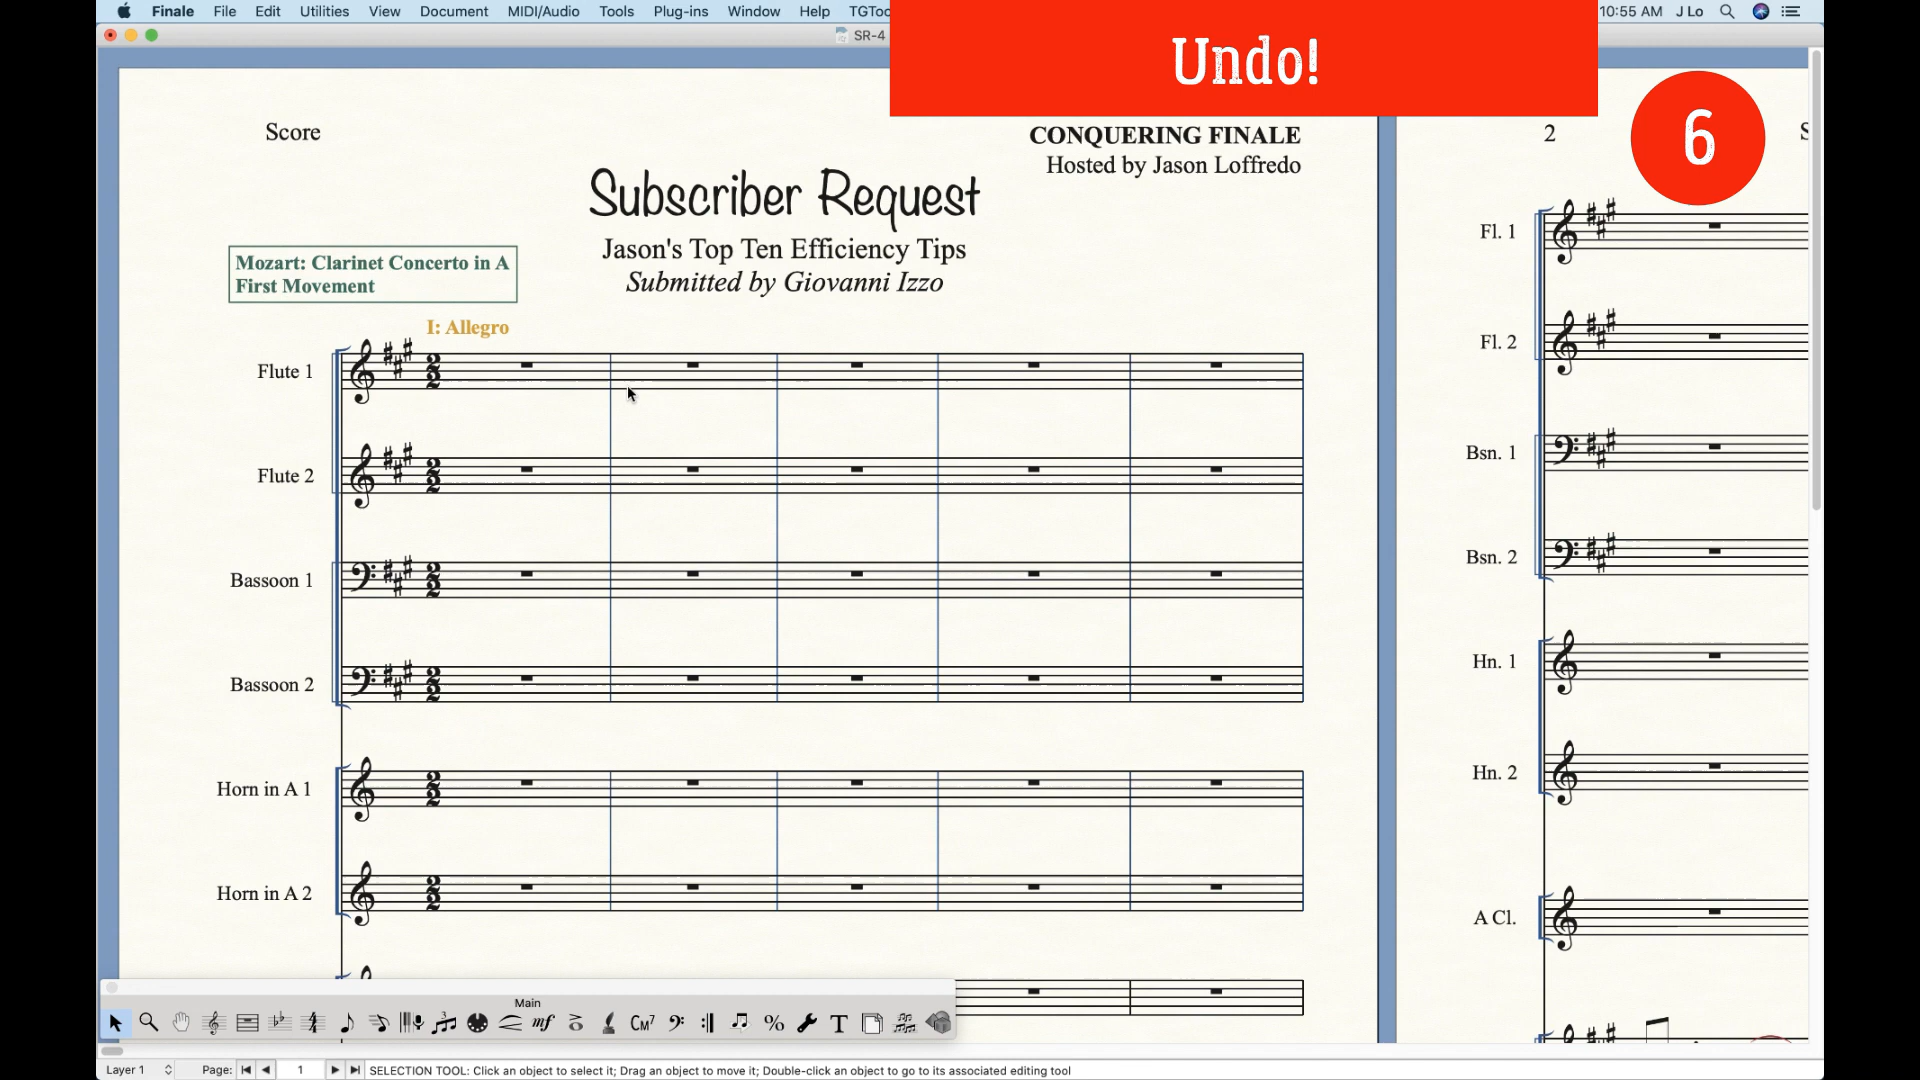 Finale File Edit Utilities View Document MIDI/Audio Tools Plug-ins Window Help
10:55 AM J Lo
SR-4
Undo!
6
Score
CONQUERING FINALE
Hosted by Jason Loffredo
Subscriber Request
Jason's Top Ten Efficiency Tips
Submitted by Giovanni Izzo
Mozart: Clarinet Concerto in A
First Movement
I: Allegro
Flute 1
Flute 2
Bassoon 1
Bassoon 2
Horn in A 1
Horn in A 2
2
Fl. 1
Fl. 2
Bsn. 1
Bsn. 2
Hn. 1
Hn. 2
A Cl.
Main
mf CM7 % T
Layer 1 Page: 1 SELECTION TOOL: Click an object to select it; Drag an object to move it; Double-click an object to go to its associated editing tool